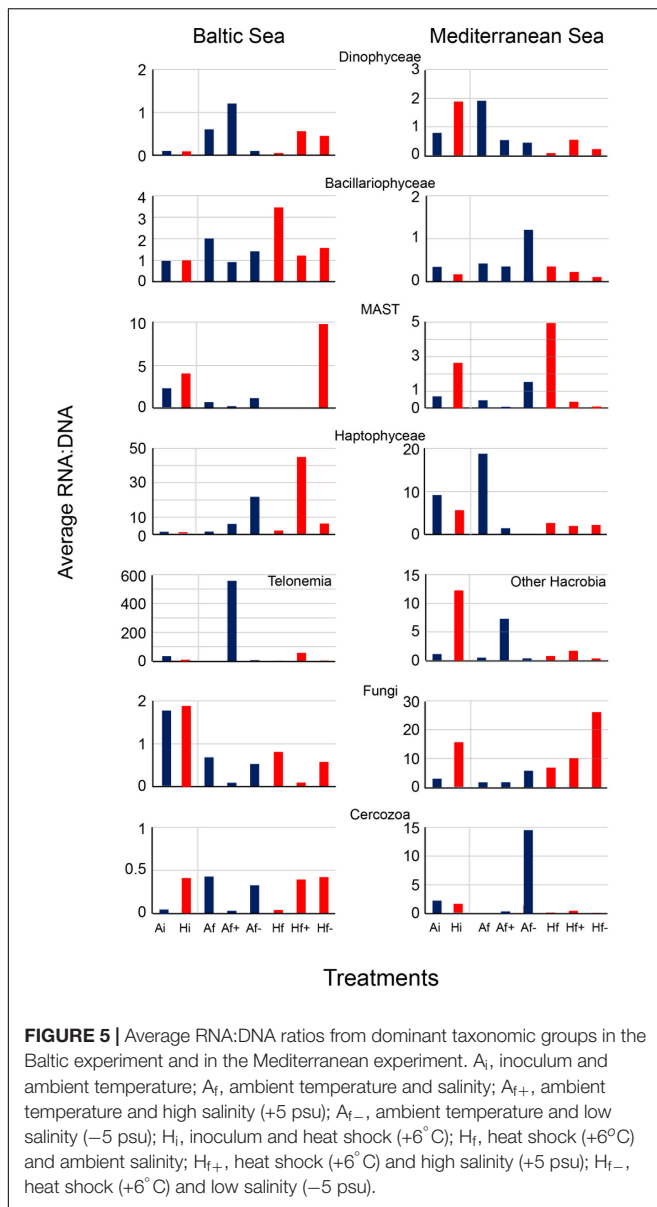 Baltic Sea Mediterranean Sea
Dinophyceae
2
1
0
3
2
1
0
Bacillariophyceae
4
3
2
1
0
2
1
0
MAST
10
5
0
5
3
2
1
0
Haptophyceae
50
40
30
10
0
20
10
0
Telonemia Other Hacrobia
600
400
200
0
15
10
5
0
Fungi
2
1
0
30
20
10
0
Cercozoa
1
0.5
0
15
10
5
0
Ai Hi Af Af+ Af- Hf Hf+ Hf- Ai Hi Af Af+ Af- Hf Hf+ Hf-
Average RNA:DNA
Treatments
FIGURE 5 | Average RNA:DNA ratios from dominant taxonomic groups in the
Baltic experiment and in the Mediterranean experiment. Ai, inoculum and
ambient temperature; Af, ambient temperature and salinity; Af+, ambient
temperature and high salinity (+5 psu); Af−, ambient temperature and low
salinity (−5 psu); Hi, inoculum and heat shock (+6°C); Hf, heat shock (+6°C)
and ambient salinity; Hf+, heat shock (+6°C) and high salinity (+5 psu); Hf−,
heat shock (+6°C) and low salinity (−5 psu).